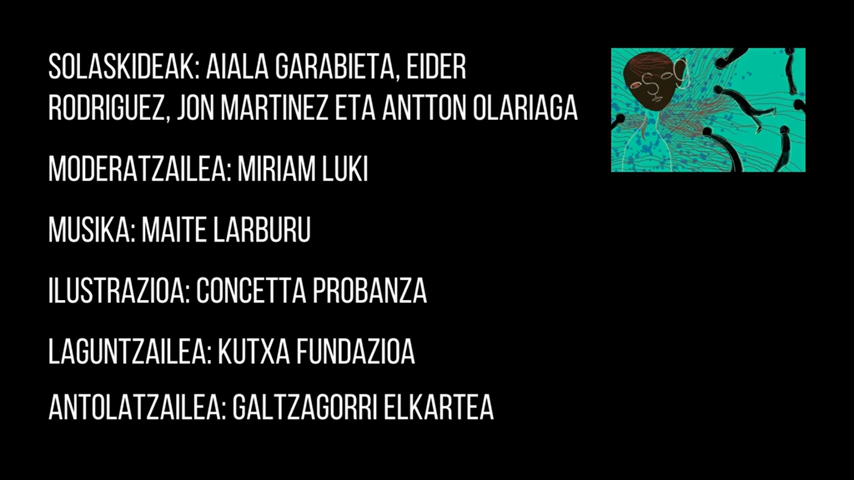 SOLASKIDEAK: AIALA GARABIETA, EIDER
RODRIGUEZ, JON MARTINEZ ETA ANTTON OLARIAGA
MODERATZAILEA: MIRIAM LUKI
MUSIKA: MAITE LARBURU
ILUSTRAZIOA: CONCETTA PROBANZA
LAGUNTZAILEA: KUTXA FUNDAZIOA
ANTOLATZAILEA: GALTZAGORRI ELKARTEA